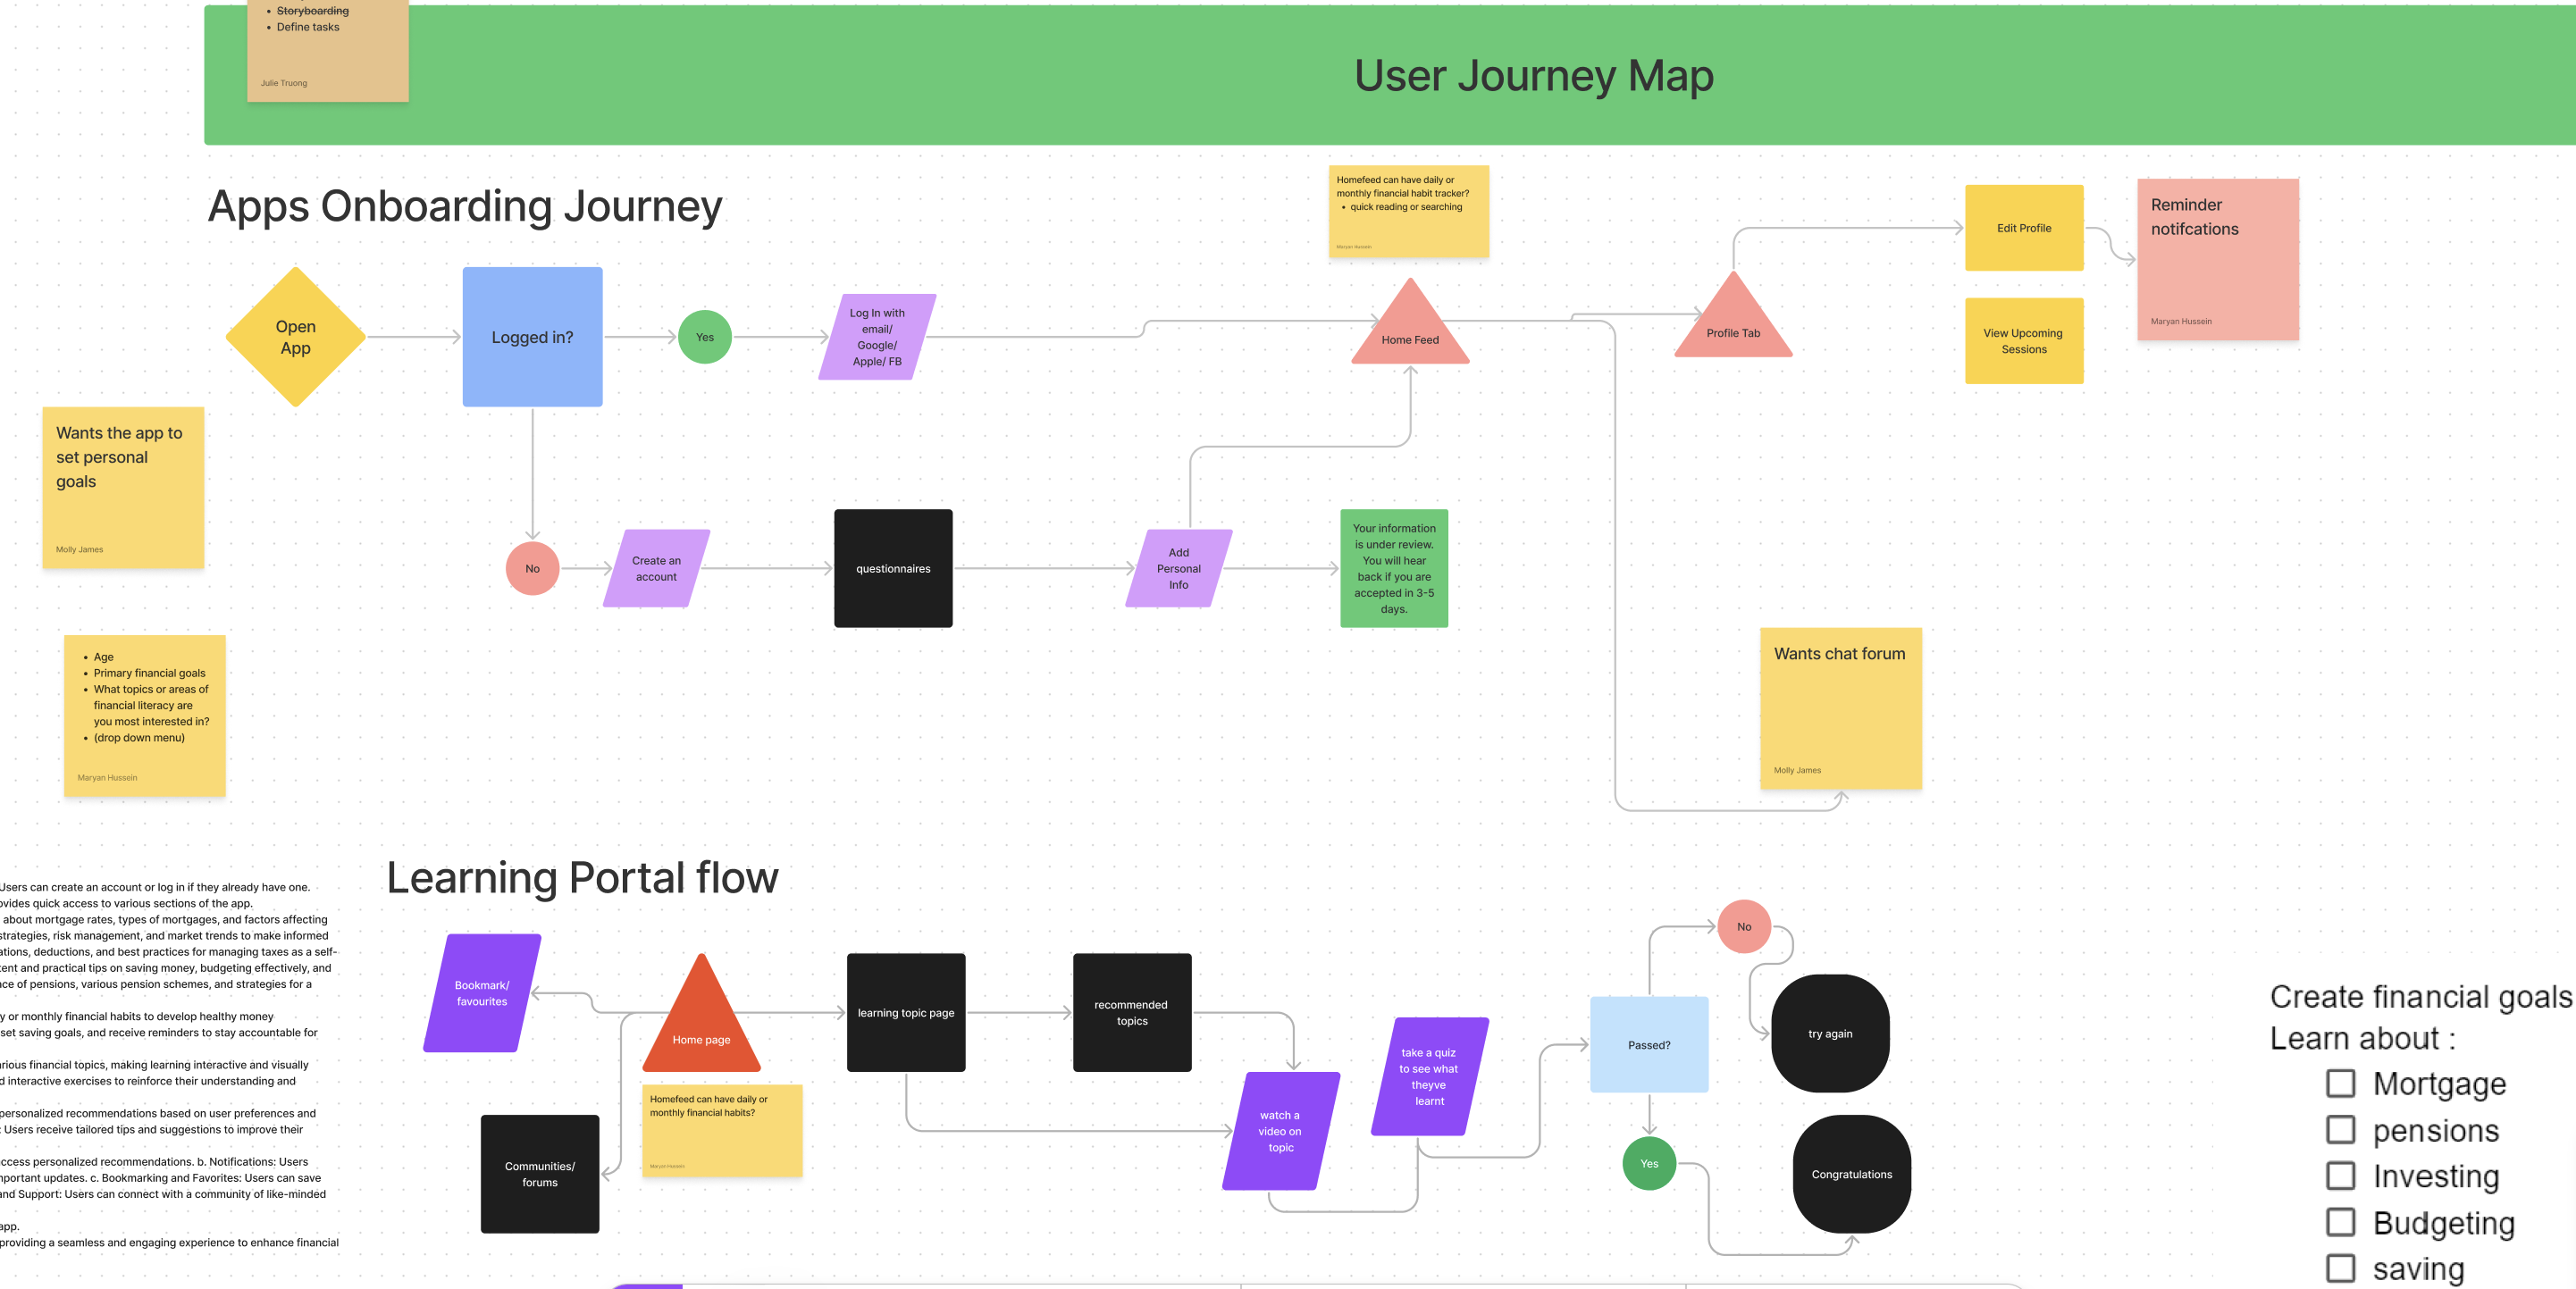 Storyboarding
Define tasks
Julie Truong
User Journey Map
Apps Onboarding Journey
Homefeed can have daily or
monthly financial habit tracker?
quick reading or searching
Maryan Hussein
Open
App
Logged in?
Yes
Log In with
email/
Google/
Apple/ FB
Home Feed
Profile Tab
Edit Profile
View Upcoming
Sessions
Reminder
notifcations
Maryan Hussein
Wants the app to
set personal
goals
Molly James
No
Create an
account
questionnaires
Add
Personal
Info
Your information
is under review.
You will hear
back if you are
accepted in 3-5
days.
Age
Primary financial goals
What topics or areas of
financial literacy are
you most interested in?
(drop down menu)
Maryan Hussein
Wants chat forum
Molly James
Users can create an account or log in if they already have one.
ovides quick access to various sections of the app.
about mortgage rates, types of mortgages, and factors affecting
strategies, risk management, and market trends to make informed
ations, deductions, and best practices for managing taxes as a self-
tent and practical tips on saving money, budgeting effectively, and
nce of pensions, various pension schemes, and strategies for a
y or monthly financial habits to develop healthy money
set saving goals, and receive reminders to stay accountable for
arious financial topics, making learning interactive and visually
d interactive exercises to reinforce their understanding and
personalized recommendations based on user preferences and
: Users receive tailored tips and suggestions to improve their
ccess personalized recommendations. b. Notifications: Users
mportant updates. c. Bookmarking and Favorites: Users can save
and Support: Users can connect with a community of like-minded
app.
providing a seamless and engaging experience to enhance financial
Learning Portal flow
Bookmark/
favourites
Home page
Homefeed can have daily or
monthly financial habits?
Maryan Hussein
Communities/
forums
learning topic page
recommended
topics
watch a
video on
topic
take a quiz
to see what
theyve
learnt
Passed?
No
try again
Yes
Congratulations
Create financial goals
Learn about :
Mortgage
pensions
Investing
Budgeting
saving